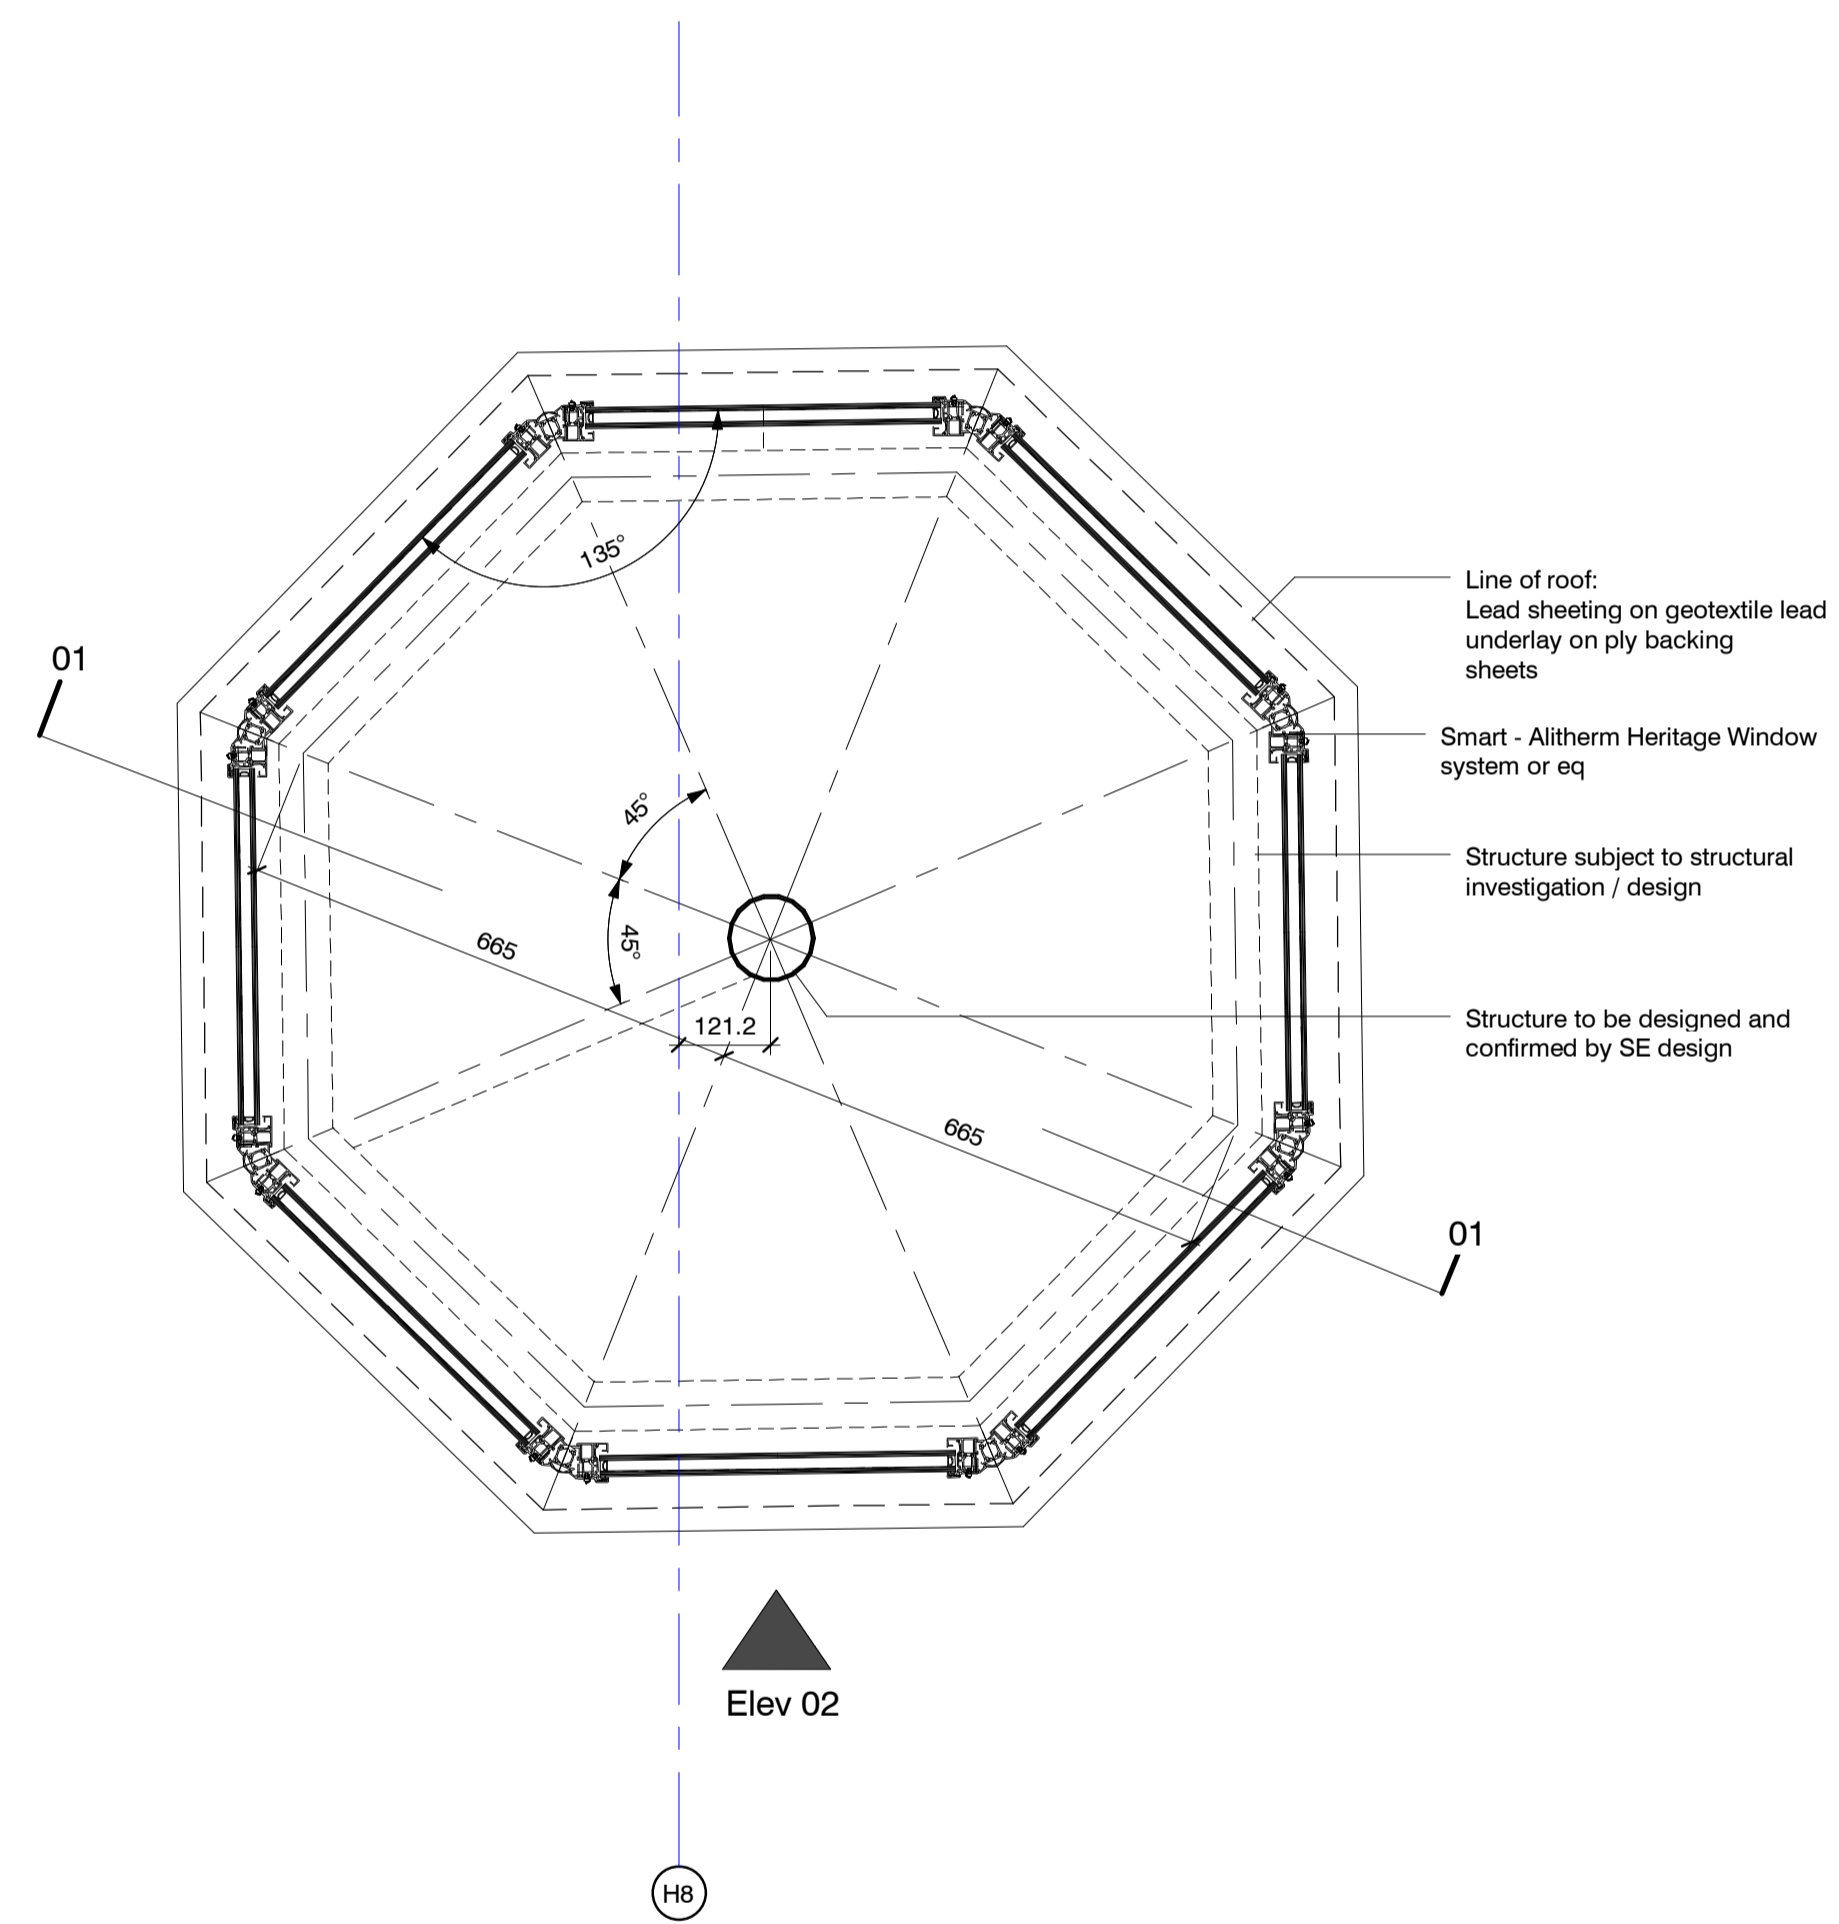 135°
Line of roof:
Lead sheeting on geotextile lead
underlay on ply backing
sheets
01
Smart - Alitherm Heritage Window
system or eq
45°
Structure subject to structural
investigation / design
45°
665
121.2
Structure to be designed and
confirmed by SE design
665
01
Elev 02
H8